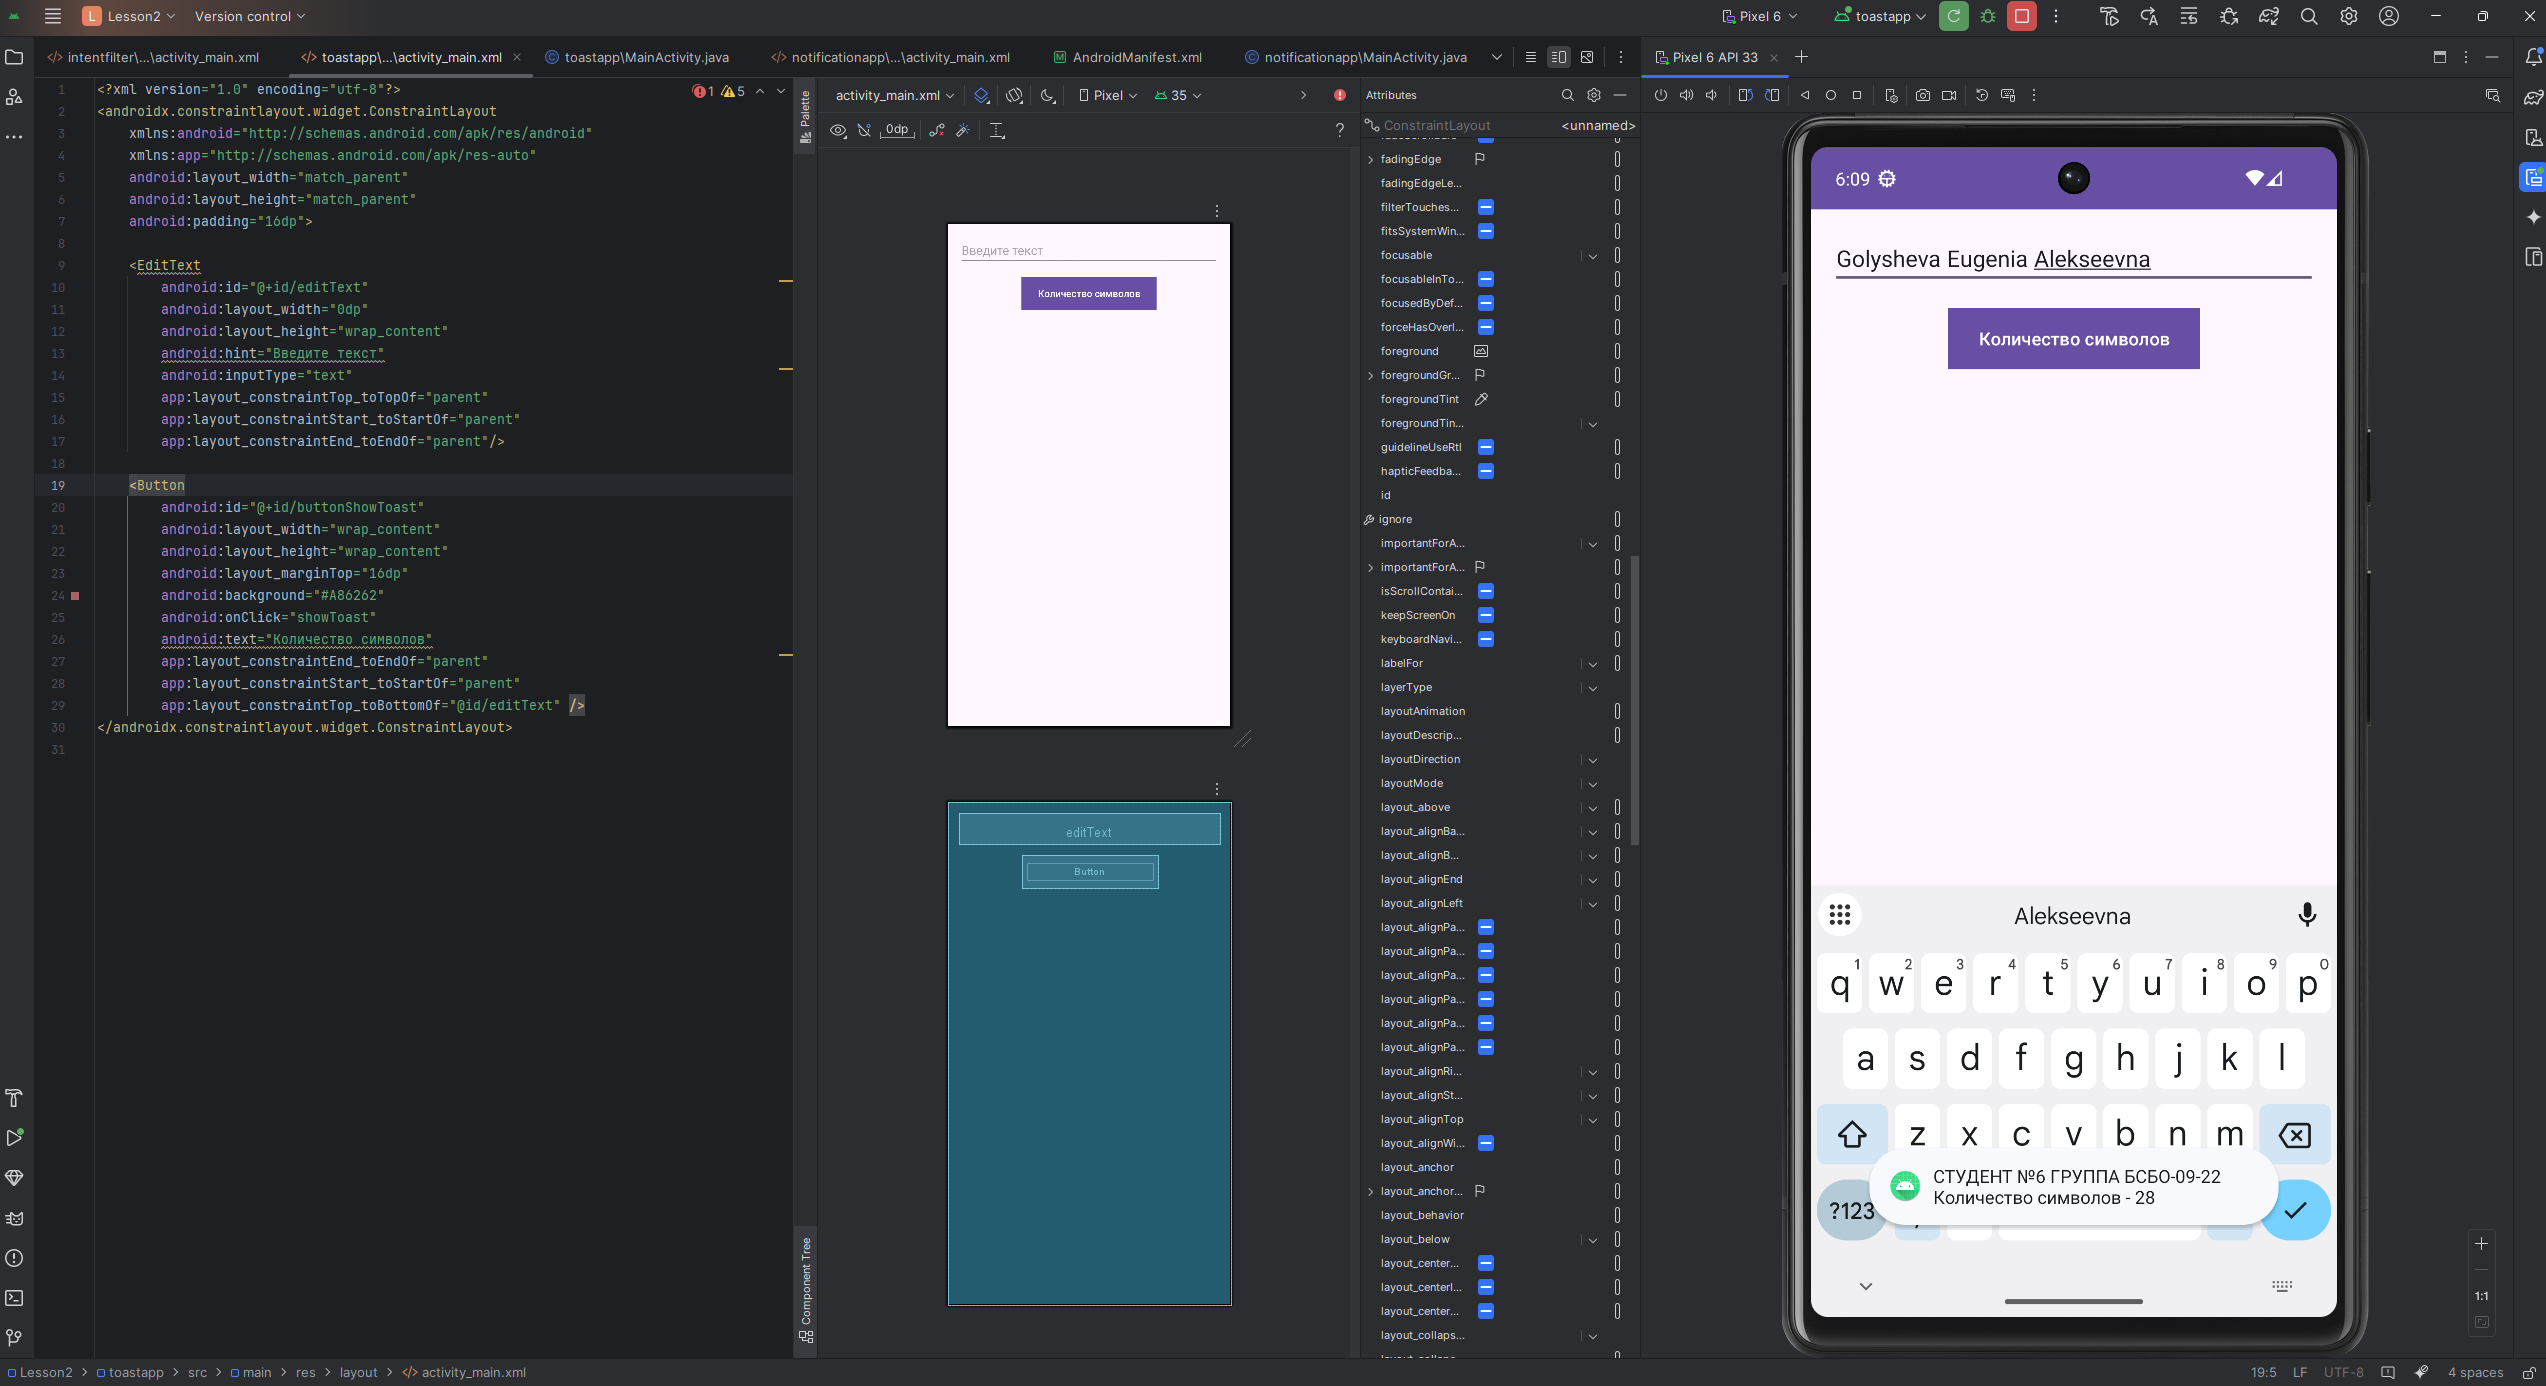 L Lesson2 Version control Pixel 6 toastapp
intentfilter\...\activity_main.xml toastapp\...\activity_main.xml toastapp\MainActivity.java notificationapp\...\activity_main.xml AndroidManifest.xml notificationapp\MainActivity.java Pixel 6 API 33
1 <?xml version="1.0" encoding="utf-8"?> 1 5
2 <androidx.constraintlayout.widget.ConstraintLayout
3 xmlns:android="http://schemas.android.com/apk/res/android"
4 xmlns:app="http://schemas.android.com/apk/res-auto"
5 android:layout_width="match_parent"
6 android:layout_height="match_parent"
7 android:padding="16dp">
8
9 <EditText
10 android:id="@+id/editText"
11 android:layout_width="0dp"
12 android:layout_height="wrap_content"
13 android:hint="Введите текст"
14 android:inputType="text"
15 app:layout_constraintTop_toTopOf="parent"
16 app:layout_constraintStart_toStartOf="parent"
17 app:layout_constraintEnd_toEndOf="parent"/>
18
19 <Button
20 android:id="@+id/buttonShowToast"
21 android:layout_width="wrap_content"
22 android:layout_height="wrap_content"
23 android:layout_marginTop="16dp"
24 android:background="#A86262"
25 android:onClick="showToast"
26 android:text="Количество символов"
27 app:layout_constraintEnd_toEndOf="parent"
28 app:layout_constraintStart_toStartOf="parent"
29 app:layout_constraintTop_toBottomOf="@id/editText" />
30 </androidx.constraintlayout.widget.ConstraintLayout>
31
Palette
Component Tree
activity_main.xml Pixel 35
0dp ?
Введите текст
Количество символов
editText
Button
Attributes
ConstraintLayout <unnamed>
fadingEdge
fadingEdgeLe...
filterTouches...
fitsSystemWin...
focusable
focusableInTo...
focusedByDef...
forceHasOverl...
foreground
foregroundGr...
foregroundTint
foregroundTin...
guidelineUseRtl
hapticFeedba...
id
ignore
importantForA...
importantForA...
isScrollContai...
keepScreenOn
keyboardNavi...
labelFor
layerType
layoutAnimation
layoutDescrip...
layoutDirection
layoutMode
layout_above
layout_alignBa...
layout_alignB...
layout_alignEnd
layout_alignLeft
layout_alignPa...
layout_alignPa...
layout_alignPa...
layout_alignPa...
layout_alignPa...
layout_alignPa...
layout_alignRi...
layout_alignSt...
layout_alignTop
layout_alignWi...
layout_anchor
layout_anchor...
layout_behavior
layout_below
layout_center...
layout_centerI...
layout_center...
layout_collaps...
6:09
Golysheva Eugenia Alekseevna
Количество символов
Alekseevna
q1 w2 e3 r4 t5 y6 u7 i8 o9 p0
a s d f g h j k l
z x c v b n m
?123
СТУДЕНТ №6 ГРУППА БСБО-09-22
Количество символов - 28
1:1
Lesson2 > toastapp > src > main > res > layout > activity_main.xml 19:5 LF UTF-8 4 spaces